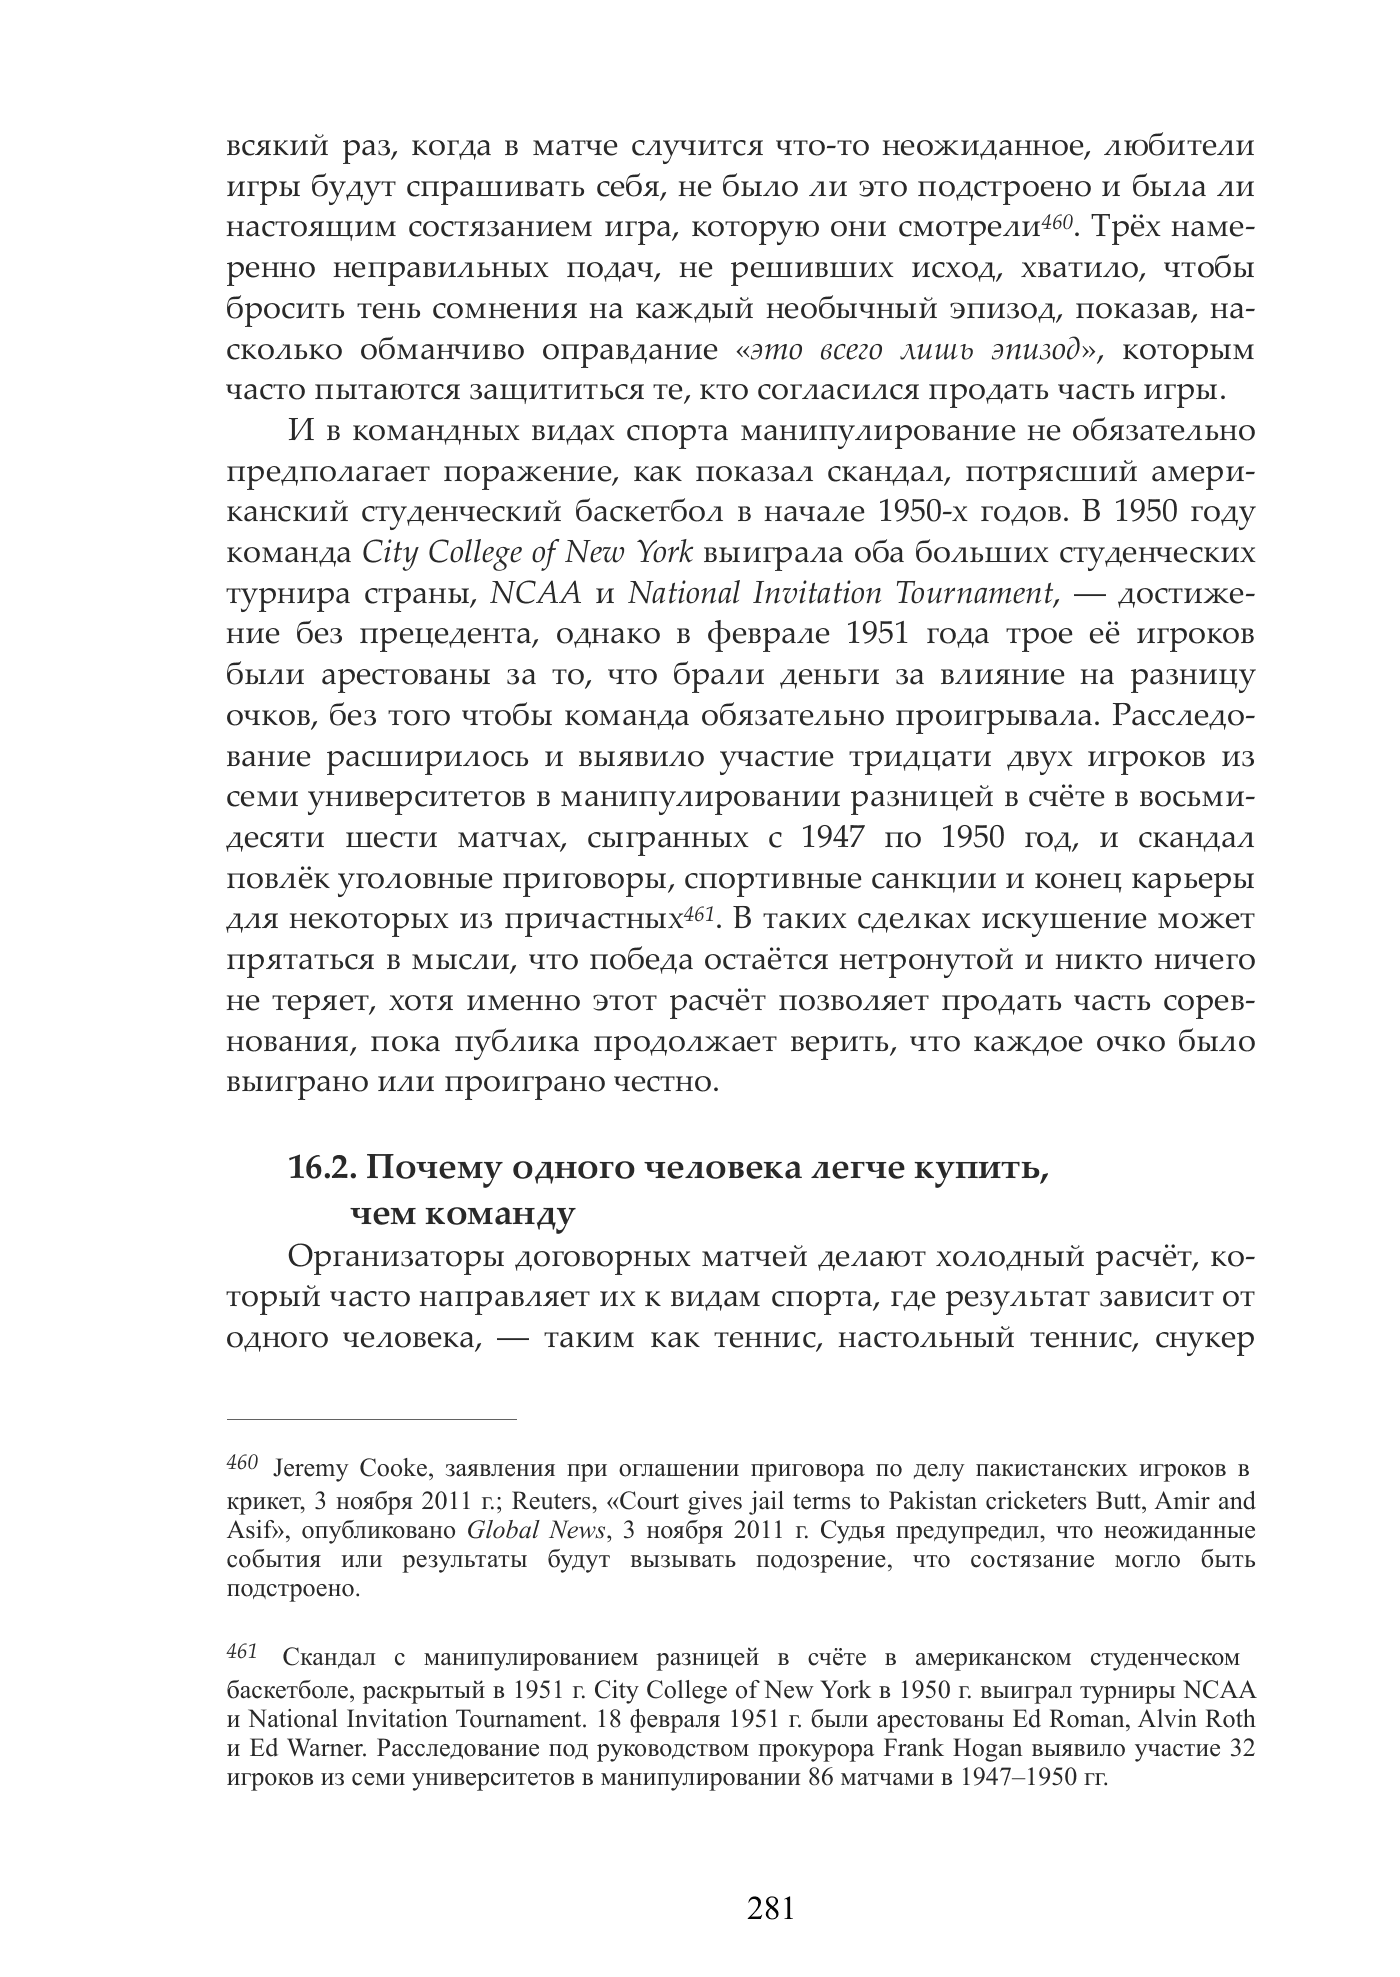 всякий раз, когда в матче случится что-то неожиданное, любители
игры будут спрашивать себя, не было ли это подстроено и была ли
настоящим состязанием игра, которую они смотрели460. Трёх наме-
ренно неправильных подач, не решивших исход, хватило, чтобы
бросить тень сомнения на каждый необычный эпизод, показав, на-
сколько обманчиво оправдание «это всего лишь эпизод», которым
часто пытаются защититься те, кто согласился продать часть игры.
И в командных видах спорта манипулирование не обязательно
предполагает поражение, как показал скандал, потрясший амери-
канский студенческий баскетбол в начале 1950-х годов. В 1950 году
команда City College of New York выиграла оба больших студенческих
турнира страны, NCAA и National Invitation Tournament, — достиже-
ние без прецедента, однако в феврале 1951 года трое её игроков
были арестованы за то, что брали деньги за влияние на разницу
очков, без того чтобы команда обязательно проигрывала. Расследо-
вание расширилось и выявило участие тридцати двух игроков из
семи университетов в манипулировании разницей в счёте в восьми-
десяти шести матчах, сыгранных с 1947 по 1950 год, и скандал
повлёк уголовные приговоры, спортивные санкции и конец карьеры
для некоторых из причастных461. В таких сделках искушение может
прятаться в мысли, что победа остаётся нетронутой и никто ничего
не теряет, хотя именно этот расчёт позволяет продать часть сорев-
нования, пока публика продолжает верить, что каждое очко было
выиграно или проиграно честно.
16.2. Почему одного человека легче купить,
чем команду
Организаторы договорных матчей делают холодный расчёт, ко-
торый часто направляет их к видам спорта, где результат зависит от
одного человека, — таким как теннис, настольный теннис, снукер
460 Jeremy Cooke, заявления при оглашении приговора по делу пакистанских игроков в
крикет, 3 ноября 2011 г.; Reuters, «Court gives jail terms to Pakistan cricketers Butt, Amir and
Asif», опубликовано Global News, 3 ноября 2011 г. Судья предупредил, что неожиданные
события или результаты будут вызывать подозрение, что состязание могло быть
подстроено.
461 Скандал с манипулированием разницей в счёте в американском студенческом
баскетболе, раскрытый в 1951 г. City College of New York в 1950 г. выиграл турниры NCAA
и National Invitation Tournament. 18 февраля 1951 г. были арестованы Ed Roman, Alvin Roth
и Ed Warner. Расследование под руководством прокурора Frank Hogan выявило участие 32
игроков из семи университетов в манипулировании 86 матчами в 1947–1950 гг.
281